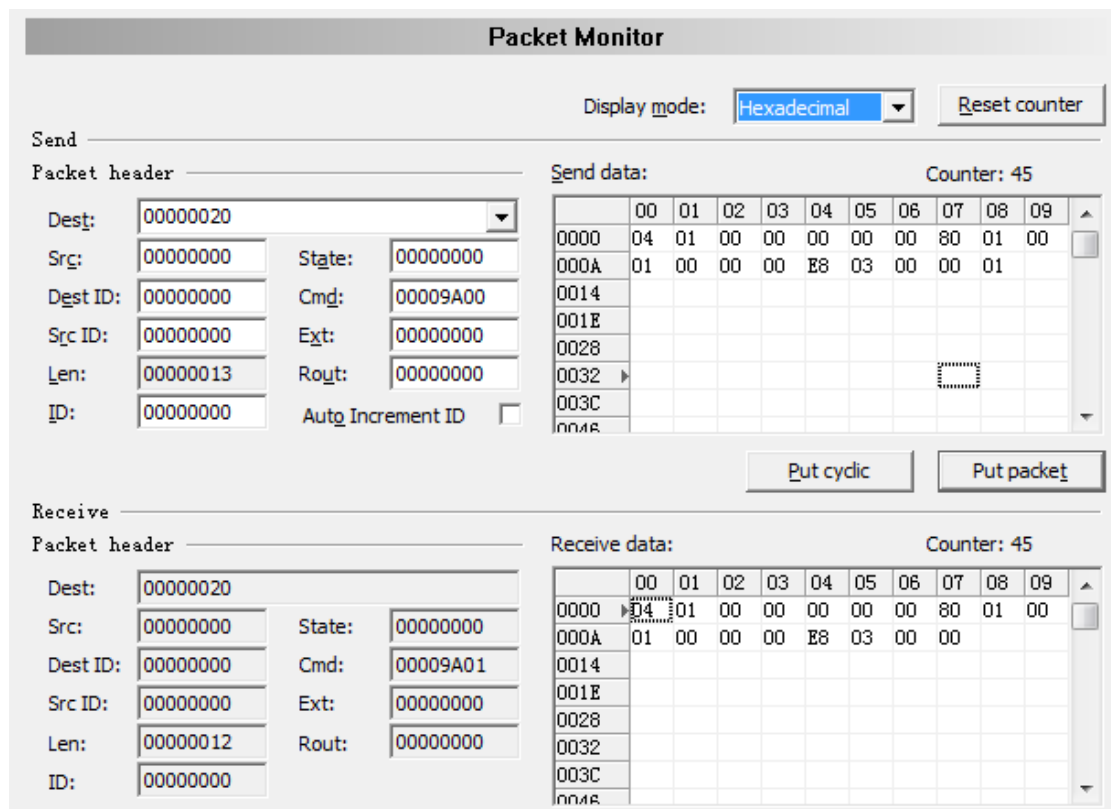 Packet Monitor
Display mode: Hexadecimal Reset counter
Send
Packet header Send data: Counter: 45
Dest: 00000020
Src: 00000000 State: 00000000
Dest ID: 00000000 Cmd: 00009A00
Src ID: 00000000 Ext: 00000000
Len: 00000013 Rout: 00000000
ID: 00000000 Auto Increment ID
00 01 02 03 04 05 06 07 08 09
0000 04 01 00 00 00 00 00 80 01 00
000A 01 00 00 00 E8 03 00 00 01
0014
001E
0028
0032
003C
0046
Put cyclic Put packet
Receive
Packet header Receive data: Counter: 45
Dest: 00000020
Src: 00000000 State: 00000000
Dest ID: 00000000 Cmd: 00009A01
Src ID: 00000000 Ext: 00000000
Len: 00000012 Rout: 00000000
ID: 00000000
00 01 02 03 04 05 06 07 08 09
0000 04 01 00 00 00 00 00 80 01 00
000A 01 00 00 00 E8 03 00 00
0014
001E
0028
0032
003C
0046